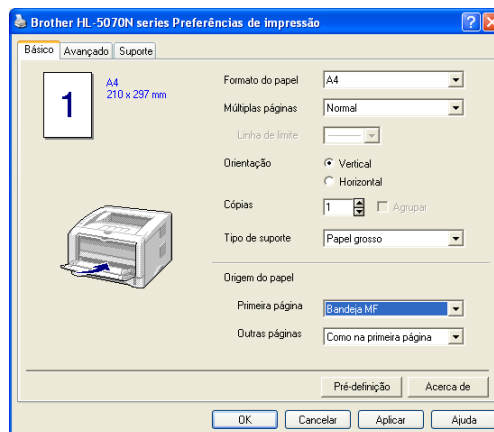 Brother HL-5070N series Preferências de impressão
Básico Avançado Suporte
1
A4
210 x 297 mm
Formato do papel A4
Múltiplas páginas Normal
Linha de limite
Orientação Vertical
Horizontal
Cópias 1 Agrupar
Tipo de suporte Papel grosso
Origem do papel
Primeira página Bandeja MF
Outras páginas Como na primeira página
Pré-definição Acerca de
OK Cancelar Aplicar Ajuda